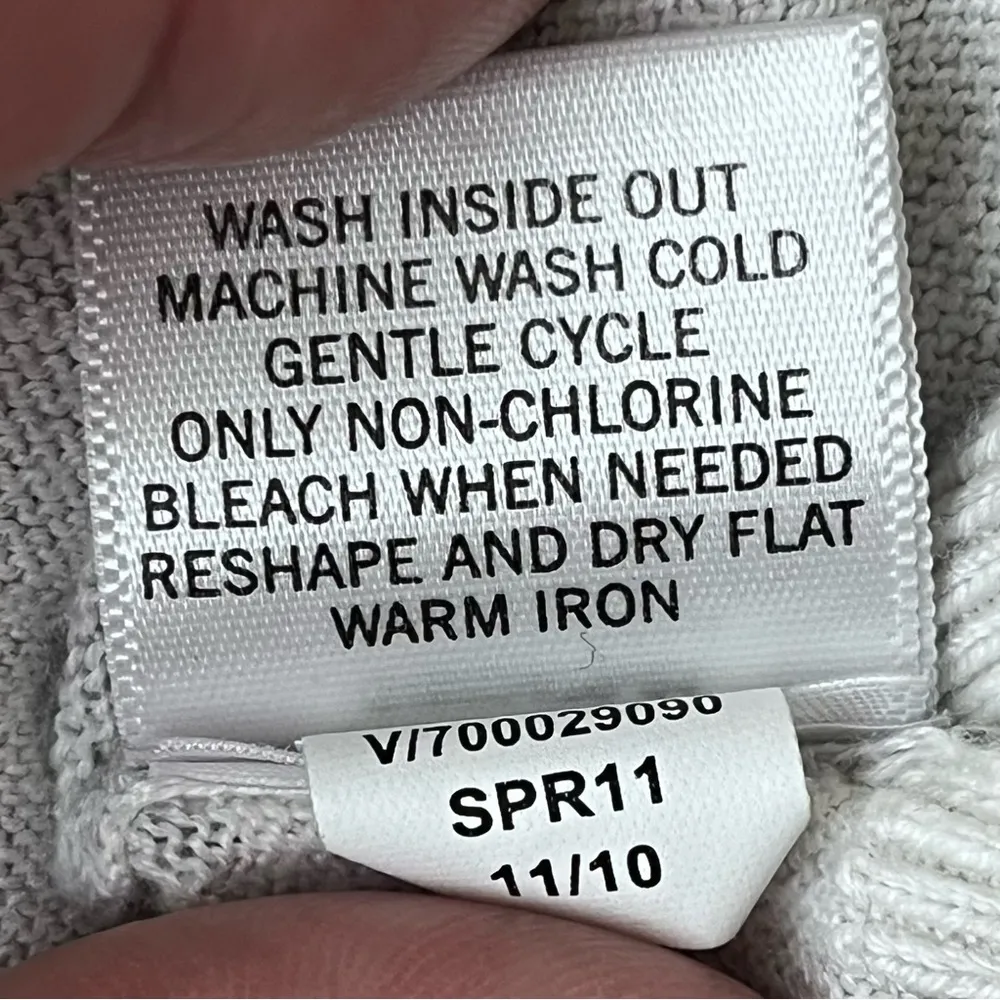 WASH INSIDE OUT
MACHINE WASH COLD
GENTLE CYCLE
ONLY NON-CHLORINE
BLEACH WHEN NEEDED
RESHAPE AND DRY FLAT
WARM IRON
V/700029090
SPR11
11/10